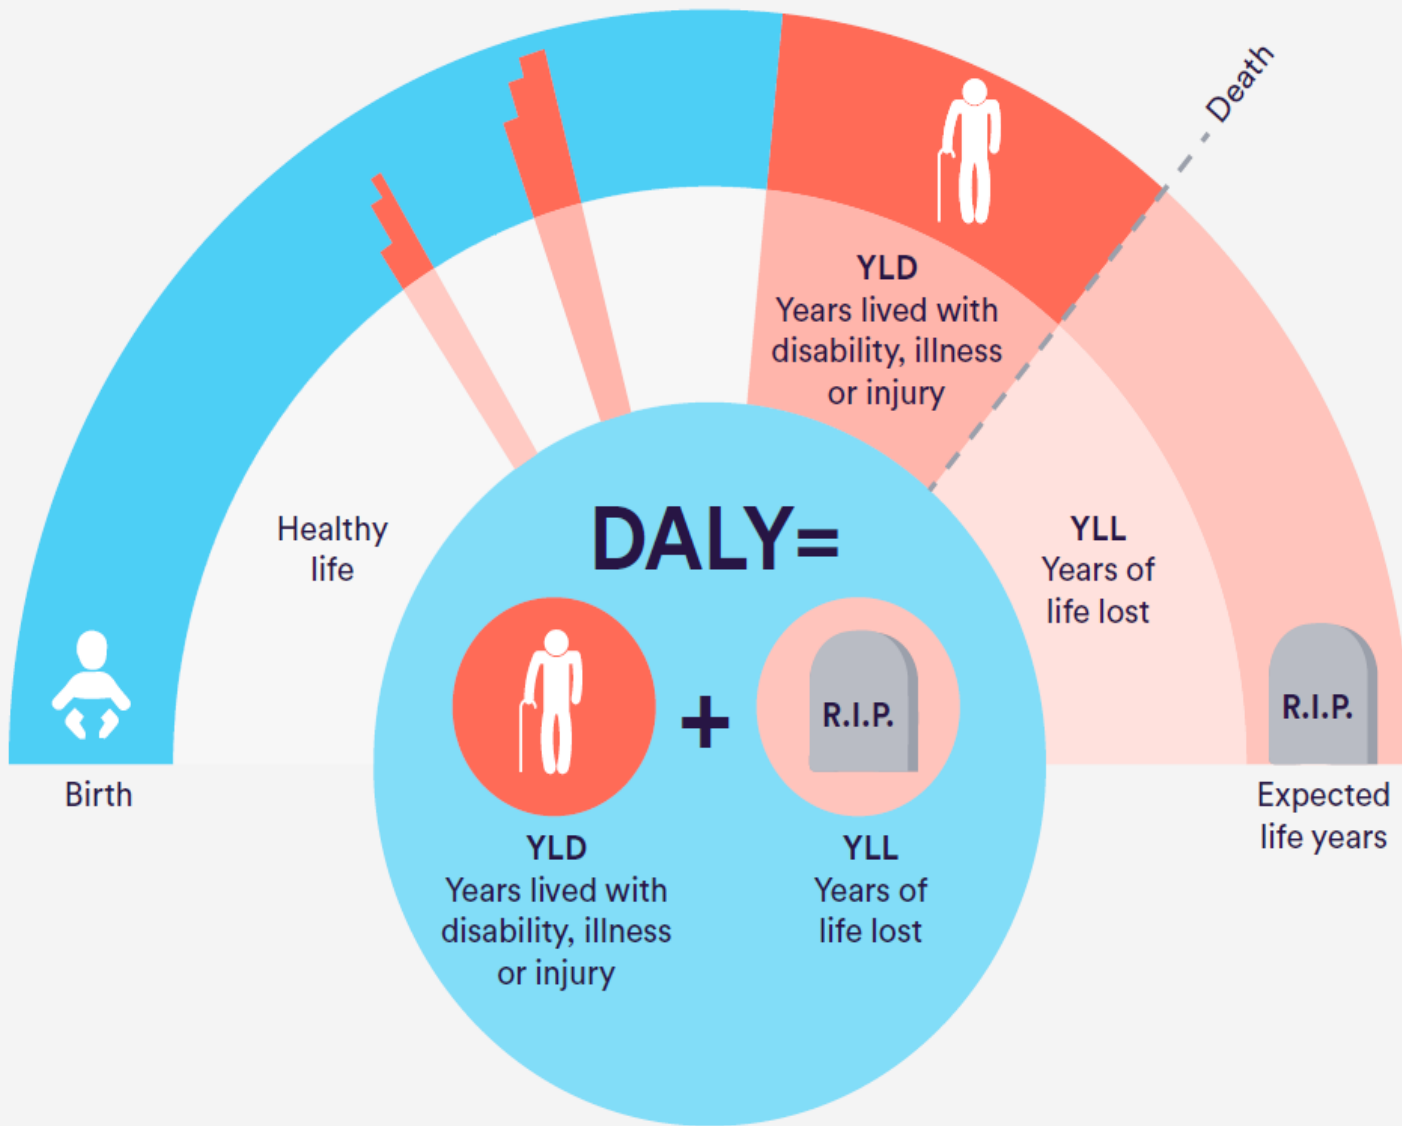 Death
YLD
Years lived with
disability, illness
or injury
Healthy
life
DALY=
YLL
Years of
life lost
R.I.P.
+
R.I.P.
Birth
Expected
life years
YLD
Years lived with
disability, illness
or injury
YLL
Years of
life lost